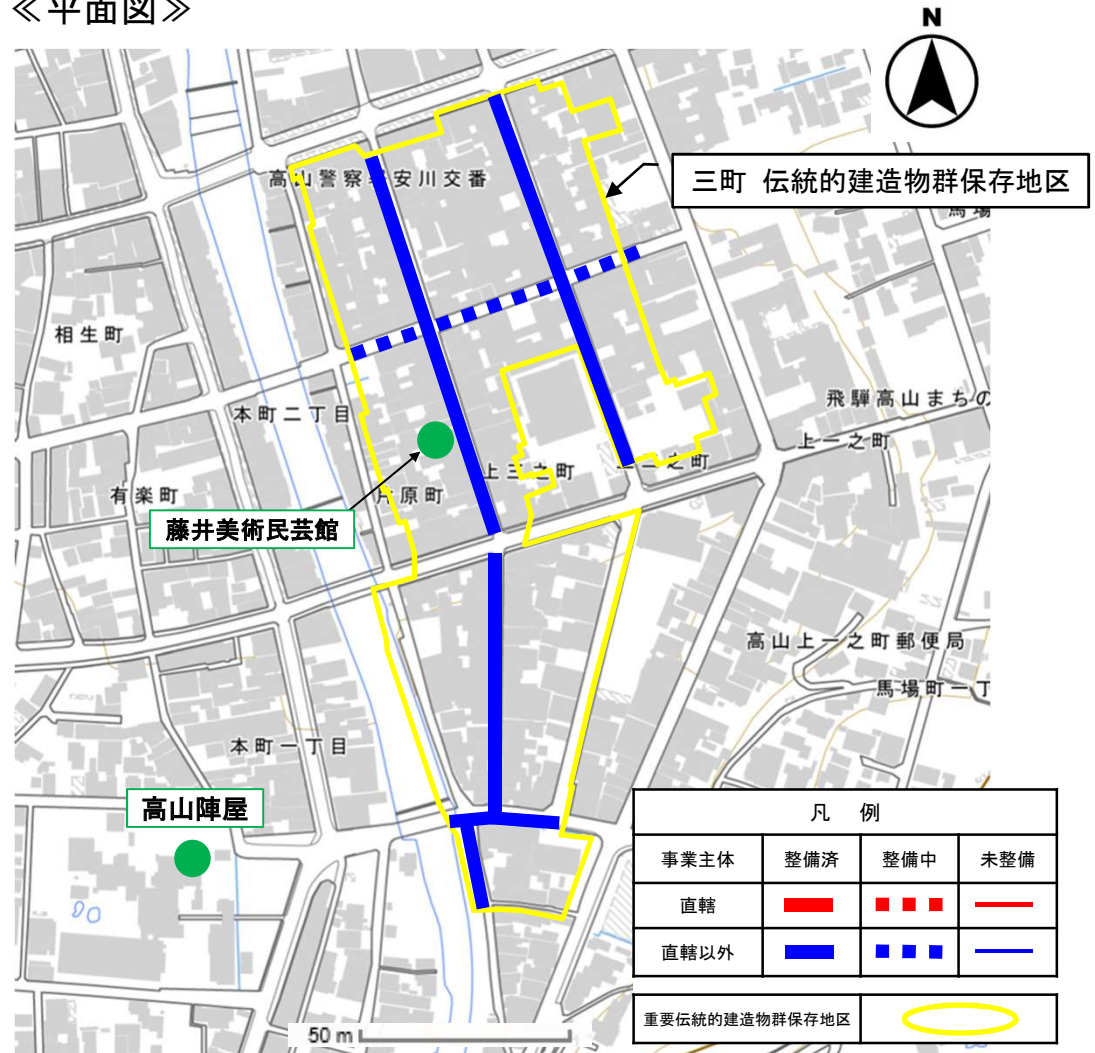 ≪平面図≫
N
三町 伝統的建造物群保存地区
高山警察署安川交番
馬場
相生町
本町二丁目
飛騨高山まちの
上一之町
上三之町
上二之町
有楽町
片原町
藤井美術民芸館
高山上一之町郵便局
馬場町一丁
本町一丁目
高山陣屋
凡 例
事業主体 整備済 整備中 未整備
直轄
直轄以外
重要伝統的建造物群保存地区
50 m